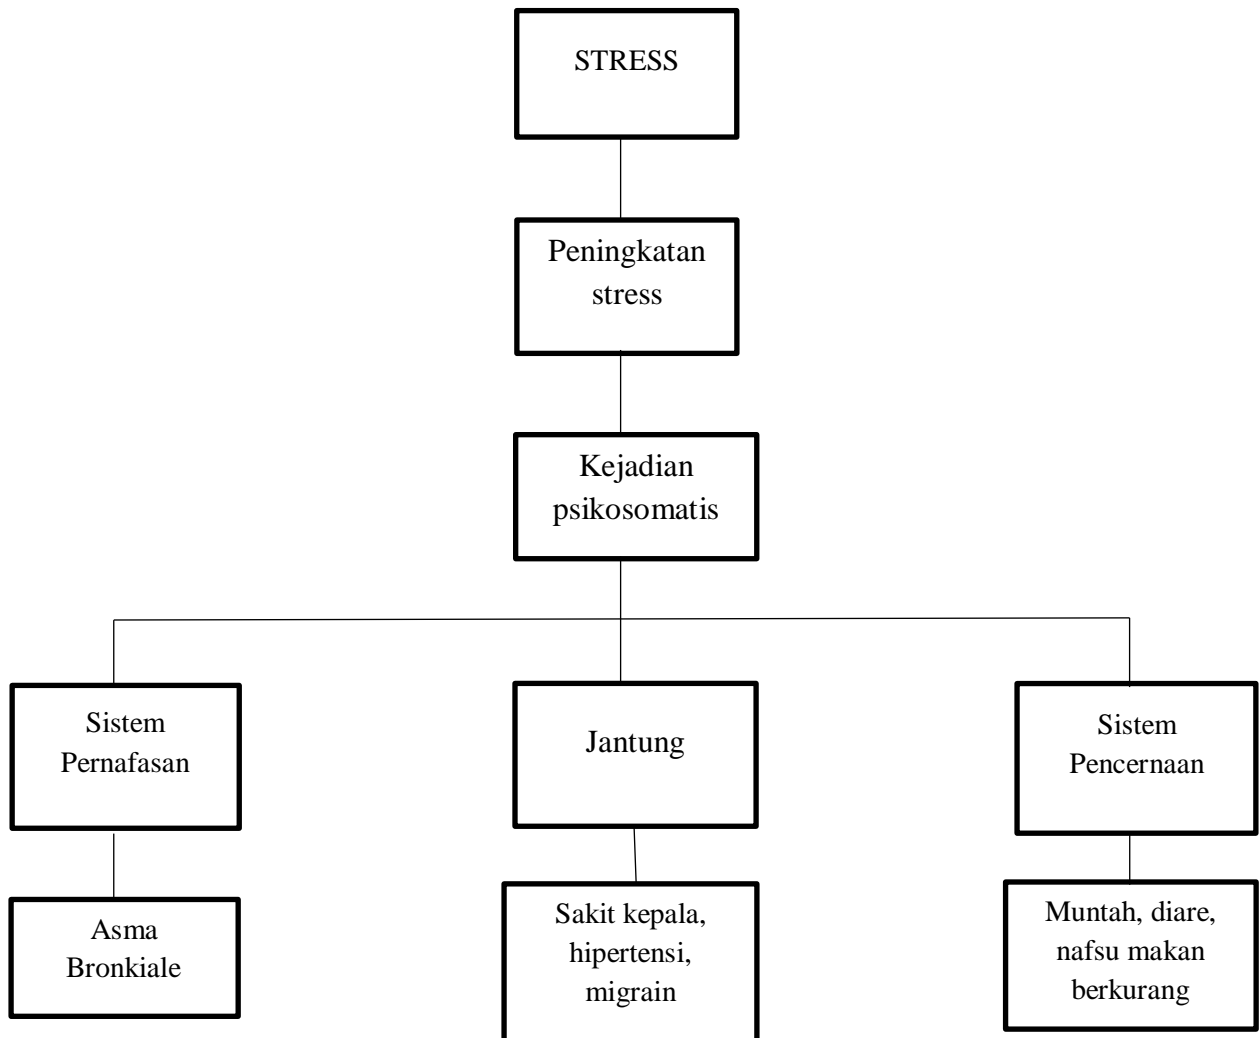 STRESS
Peningkatan
stress
Kejadian
psikosomatis
Sistem
Pernafasan
Jantung
Sistem
Pencernaan
Asma
Bronkiale
Sakit kepala,
hipertensi,
migrain
Muntah, diare,
nafsu makan
berkurang